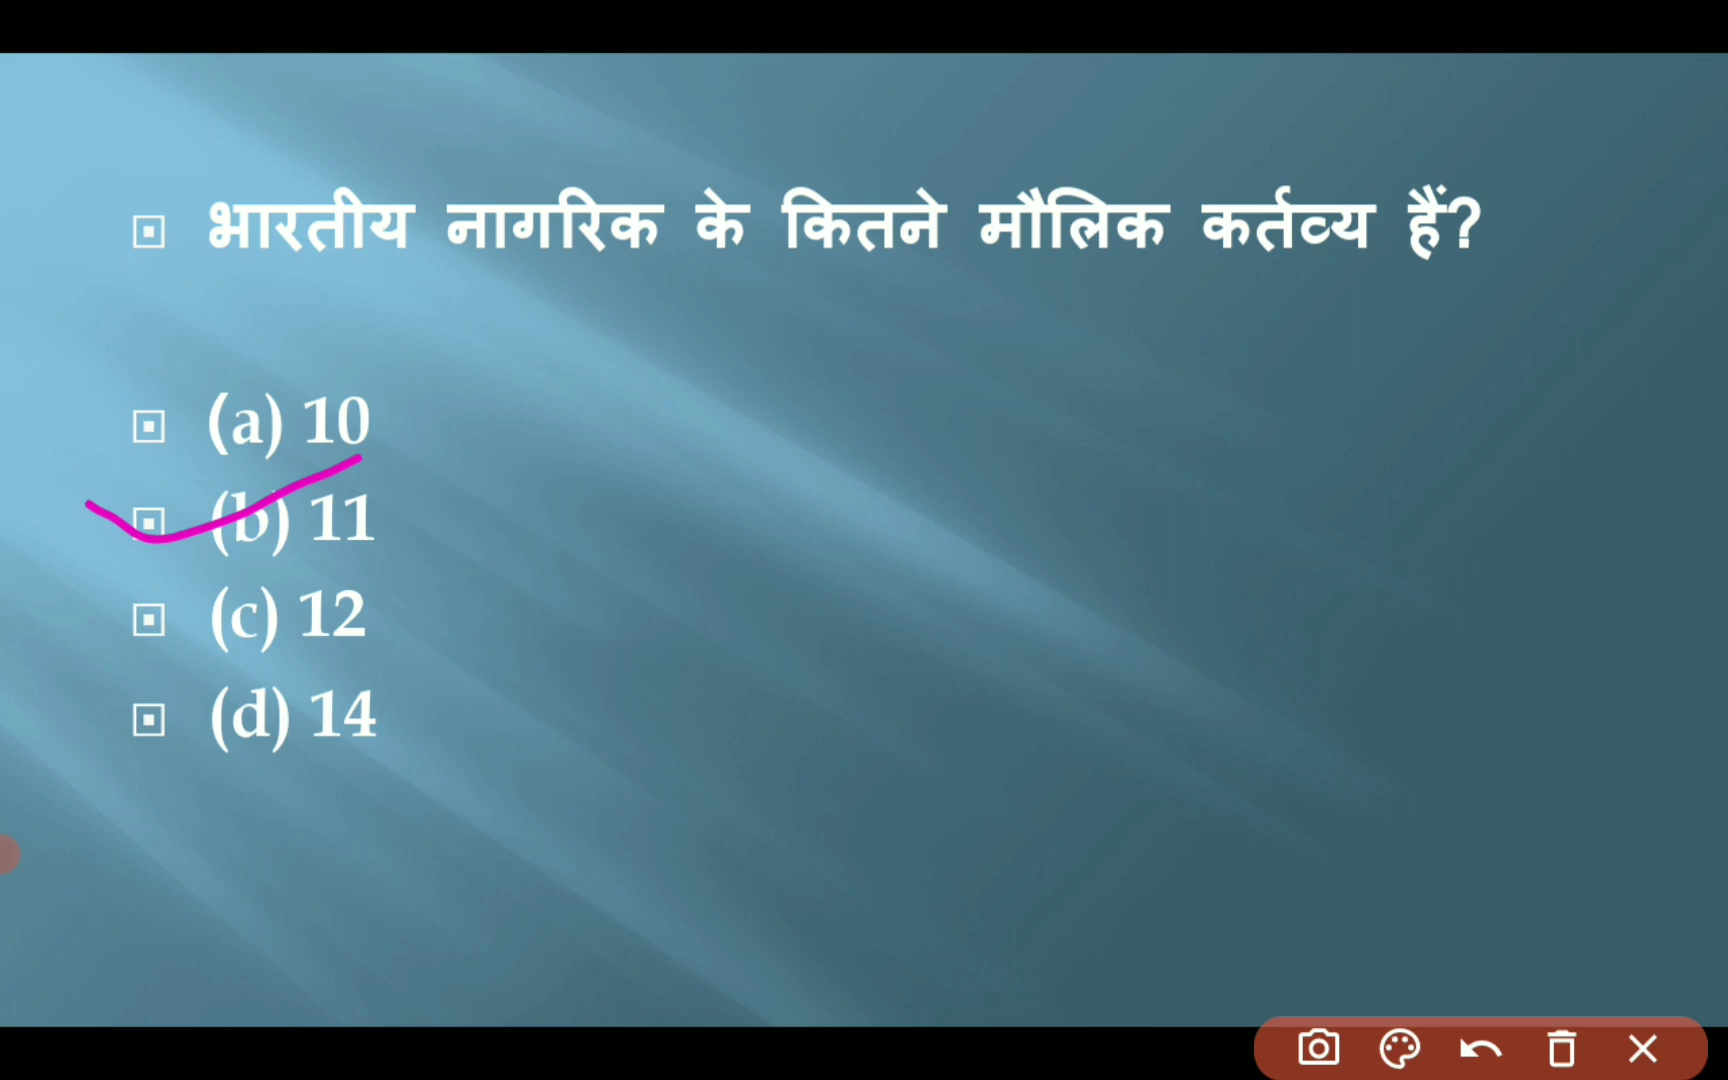 भारतीय नागरिक के कितने मौलिक कर्तव्य हैं?
(a) 10
(b) 11
(c) 12
(d) 14